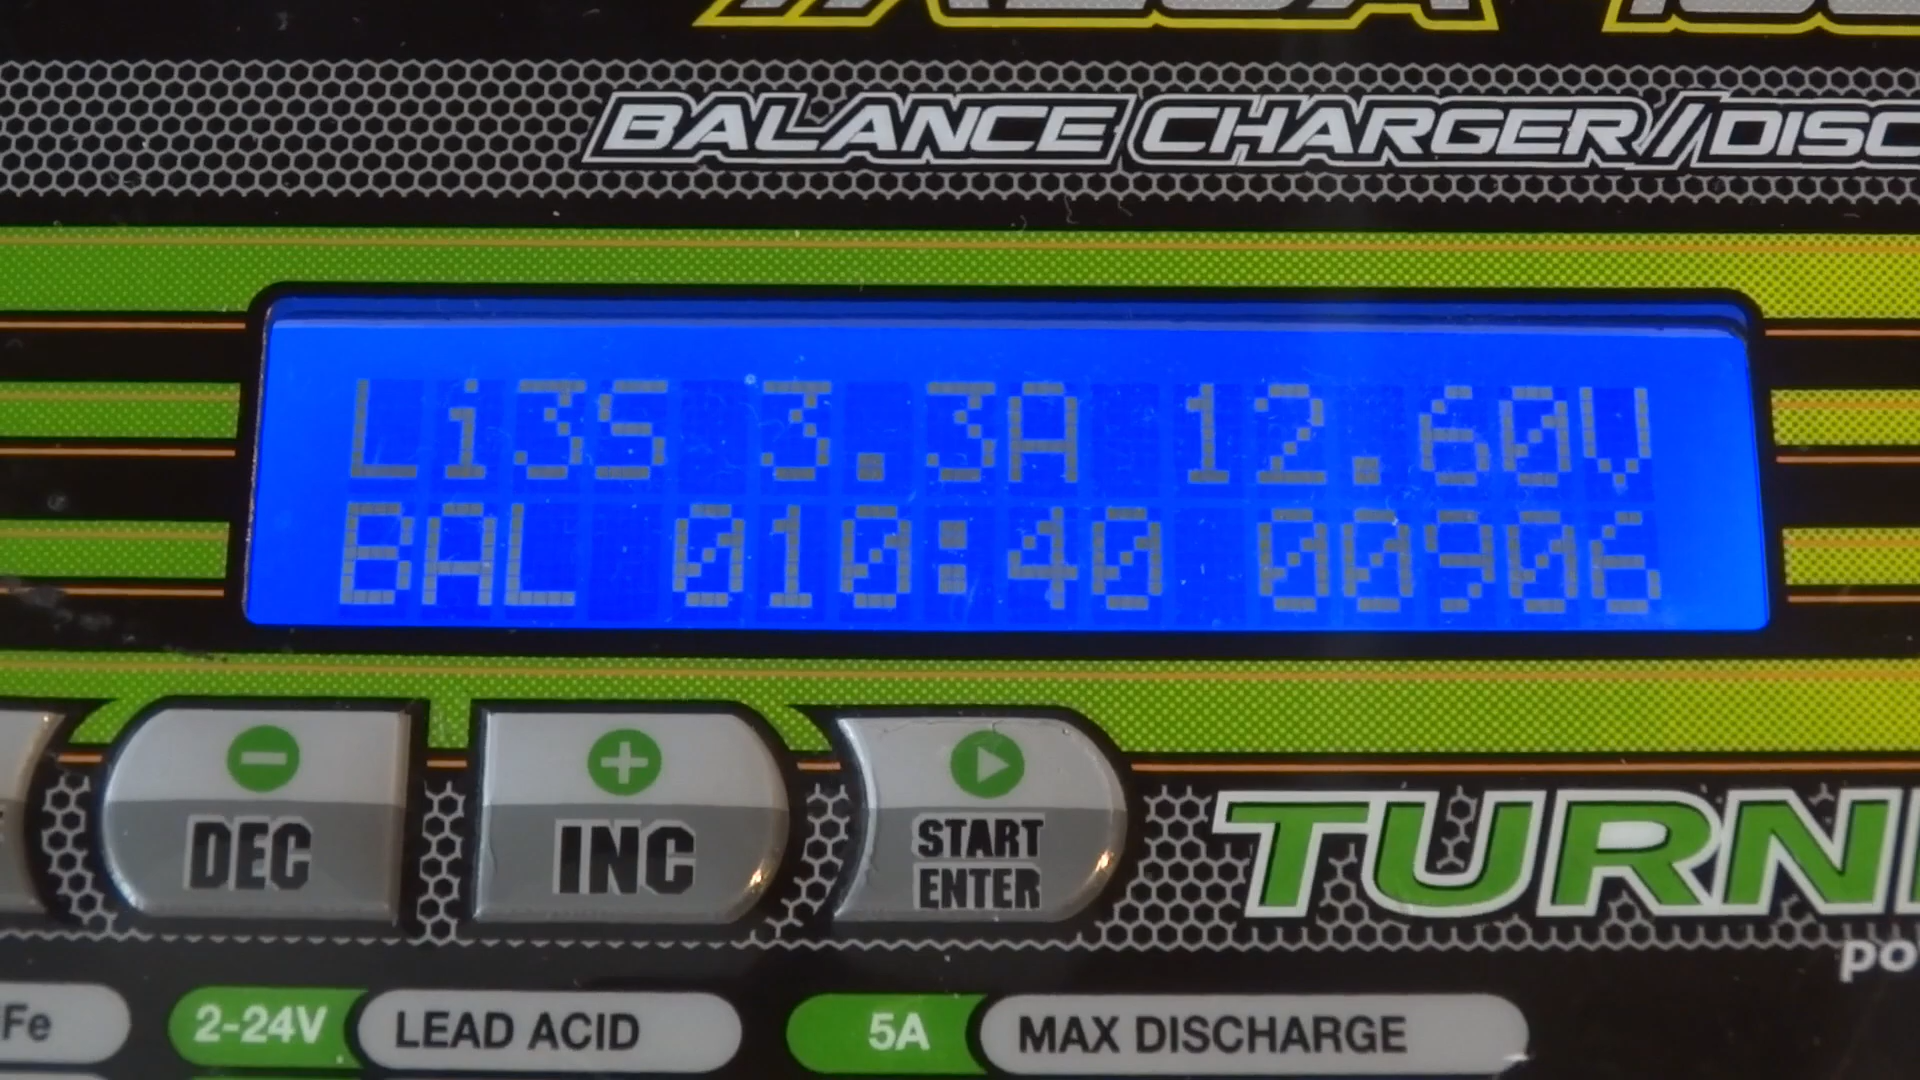 BALANCE CHARGER/DISC
Li3S 3.3A 12.60V
BAL 010:40 00906
DEC
INC
START
ENTER
TURN
po
Fe
2-24V LEAD ACID
5A MAX DISCHARGE